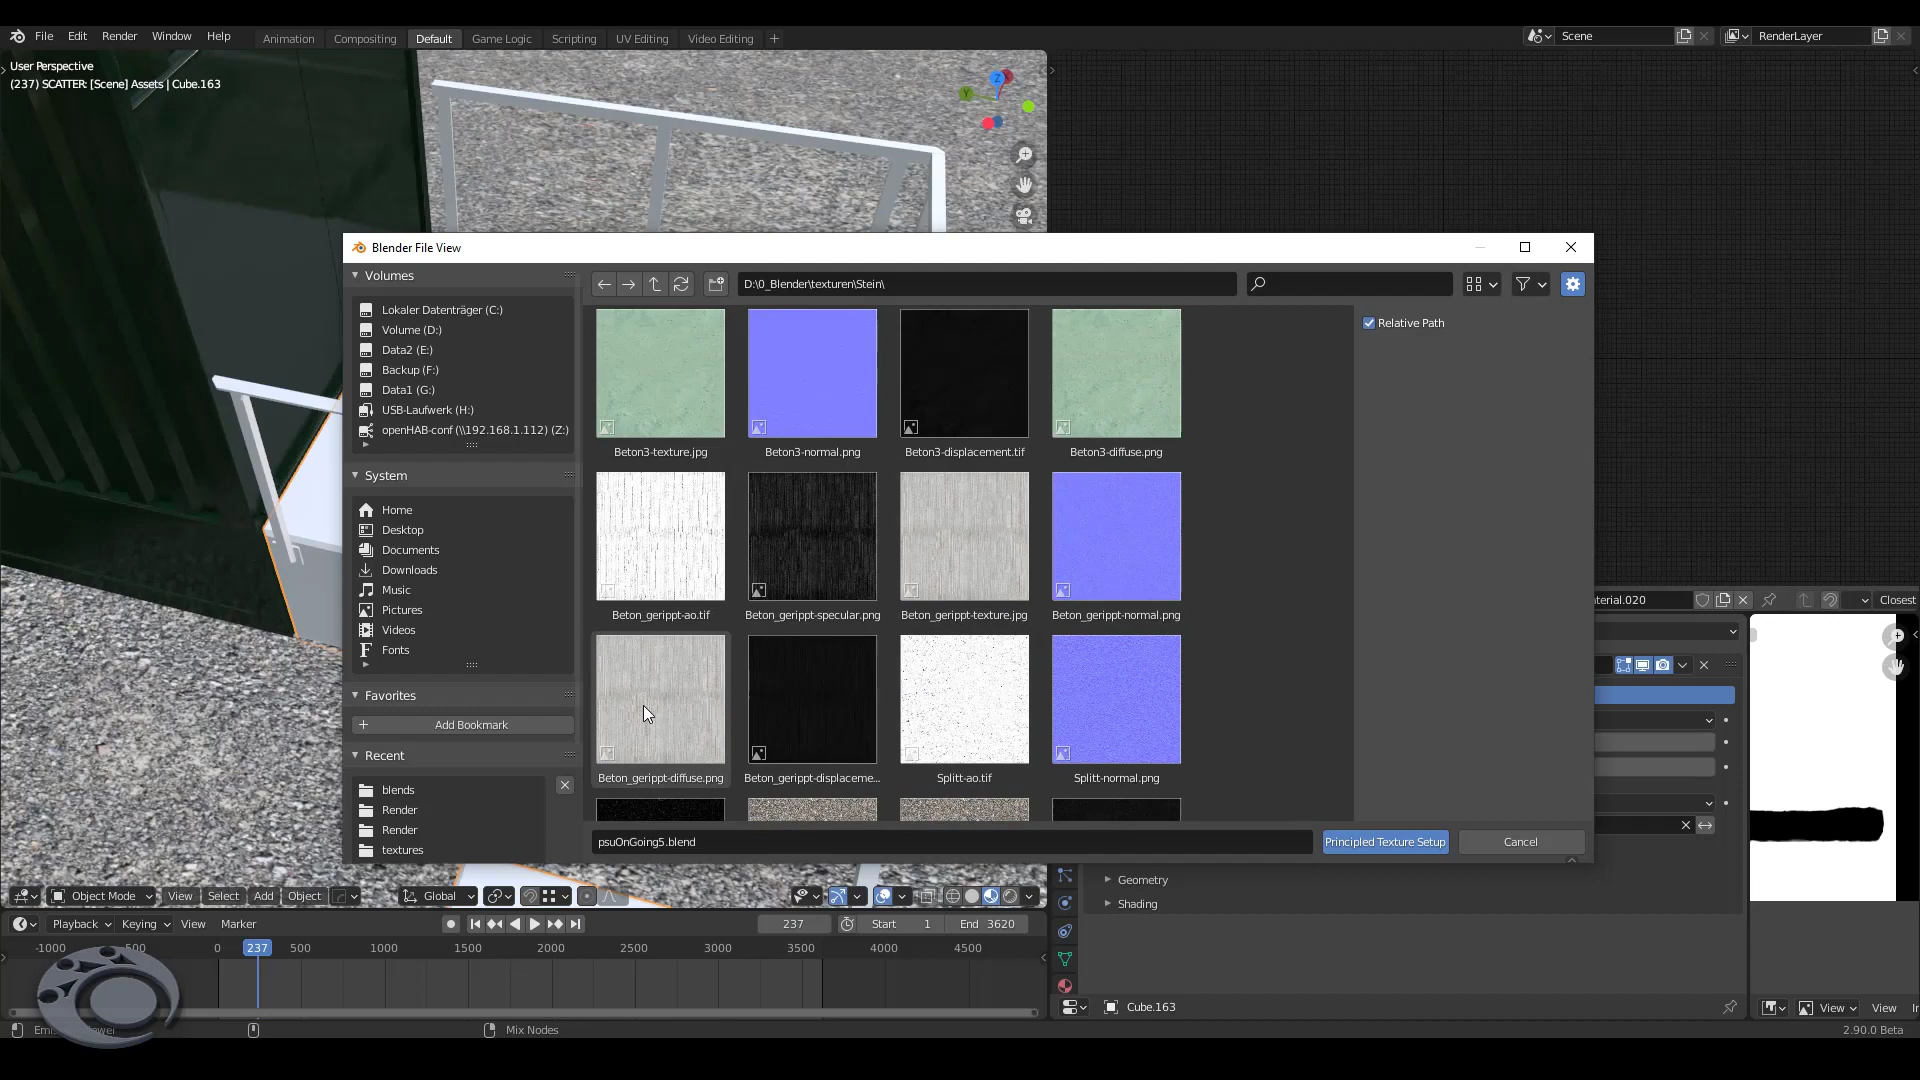 File Edit Render Window Help
Animation Compositing Default Game Logic Scripting UV Editing Video Editing
Scene
RenderLayer
User Perspective
(237) SCATTER: [Scene] Assets | Cube.163
Y
Z
Blender File View
Volumes
Lokaler Datenträger (C:)
Volume (D:)
Data2 (E:)
Backup (F:)
Data1 (G:)
USB-Laufwerk (H:)
openHAB-conf (\\192.168.1.112) (Z:)
System
Home
Desktop
Documents
Downloads
Music
Pictures
Videos
Fonts
Favorites
Add Bookmark
Recent
blends
Render
Render
textures
D:\0_Blender\texturen\Stein\
Relative Path
Beton3-texture.jpg
Beton3-normal.png
Beton3-displacement.tif
Beton3-diffuse.png
Beton_gerippt-ao.tif
Beton_gerippt-specular.png
Beton_gerippt-texture.jpg
Beton_gerippt-normal.png
Beton_gerippt-diffuse.png
Beton_gerippt-displaceme...
Splitt-ao.tif
Splitt-normal.png
psuOnGoing5.blend
Principled Texture Setup
Cancel
terial.020
Closest
Geometry
Shading
Cube.163
View
View
Object Mode View Select Add Object
Global
Playback Keying View Marker
237
Start 1
End 3620
-1000 500 0 237 500 1000 1500 2000 2500 3000 3500 4000 4500
Mix Nodes
2.90.0 Beta